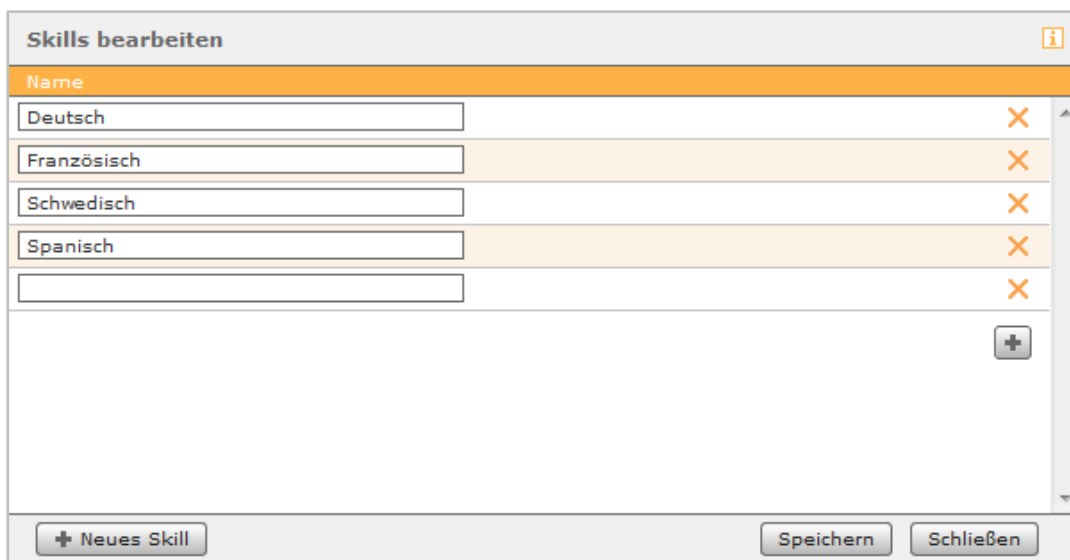 Skills bearbeiten
Name
Deutsch
Französisch
Schwedisch
Spanisch
Neues Skill Speichern Schließen